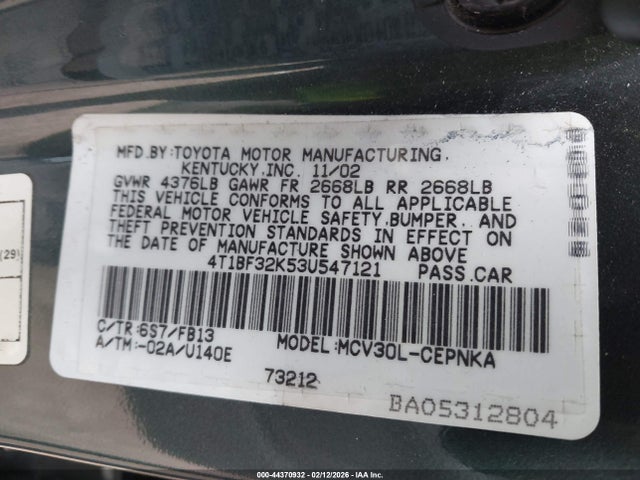 MFD.BY:TOYOTA MOTOR MANUFACTURING,
KENTUCKY,INC. 11/02
GVWR 4376LB GAWR FR 2668LB RR 2668LB
THIS VEHICLE CONFORMS TO ALL APPLICABLE
FEDERAL MOTOR VEHICLE SAFETY,BUMPER, AND
THEFT PREVENTION STANDARDS IN EFFECT ON
THE DATE OF MANUFACTURE SHOWN ABOVE
4T1BF32K53U547121 PASS.CAR
C/TR:6S7/FB13 MODEL:MCV30L-CEPNKA
A/TM:-02A/U140E
73212
BA05312804
(29)
000-44370932 - 02/12/2026 - IAA Inc.